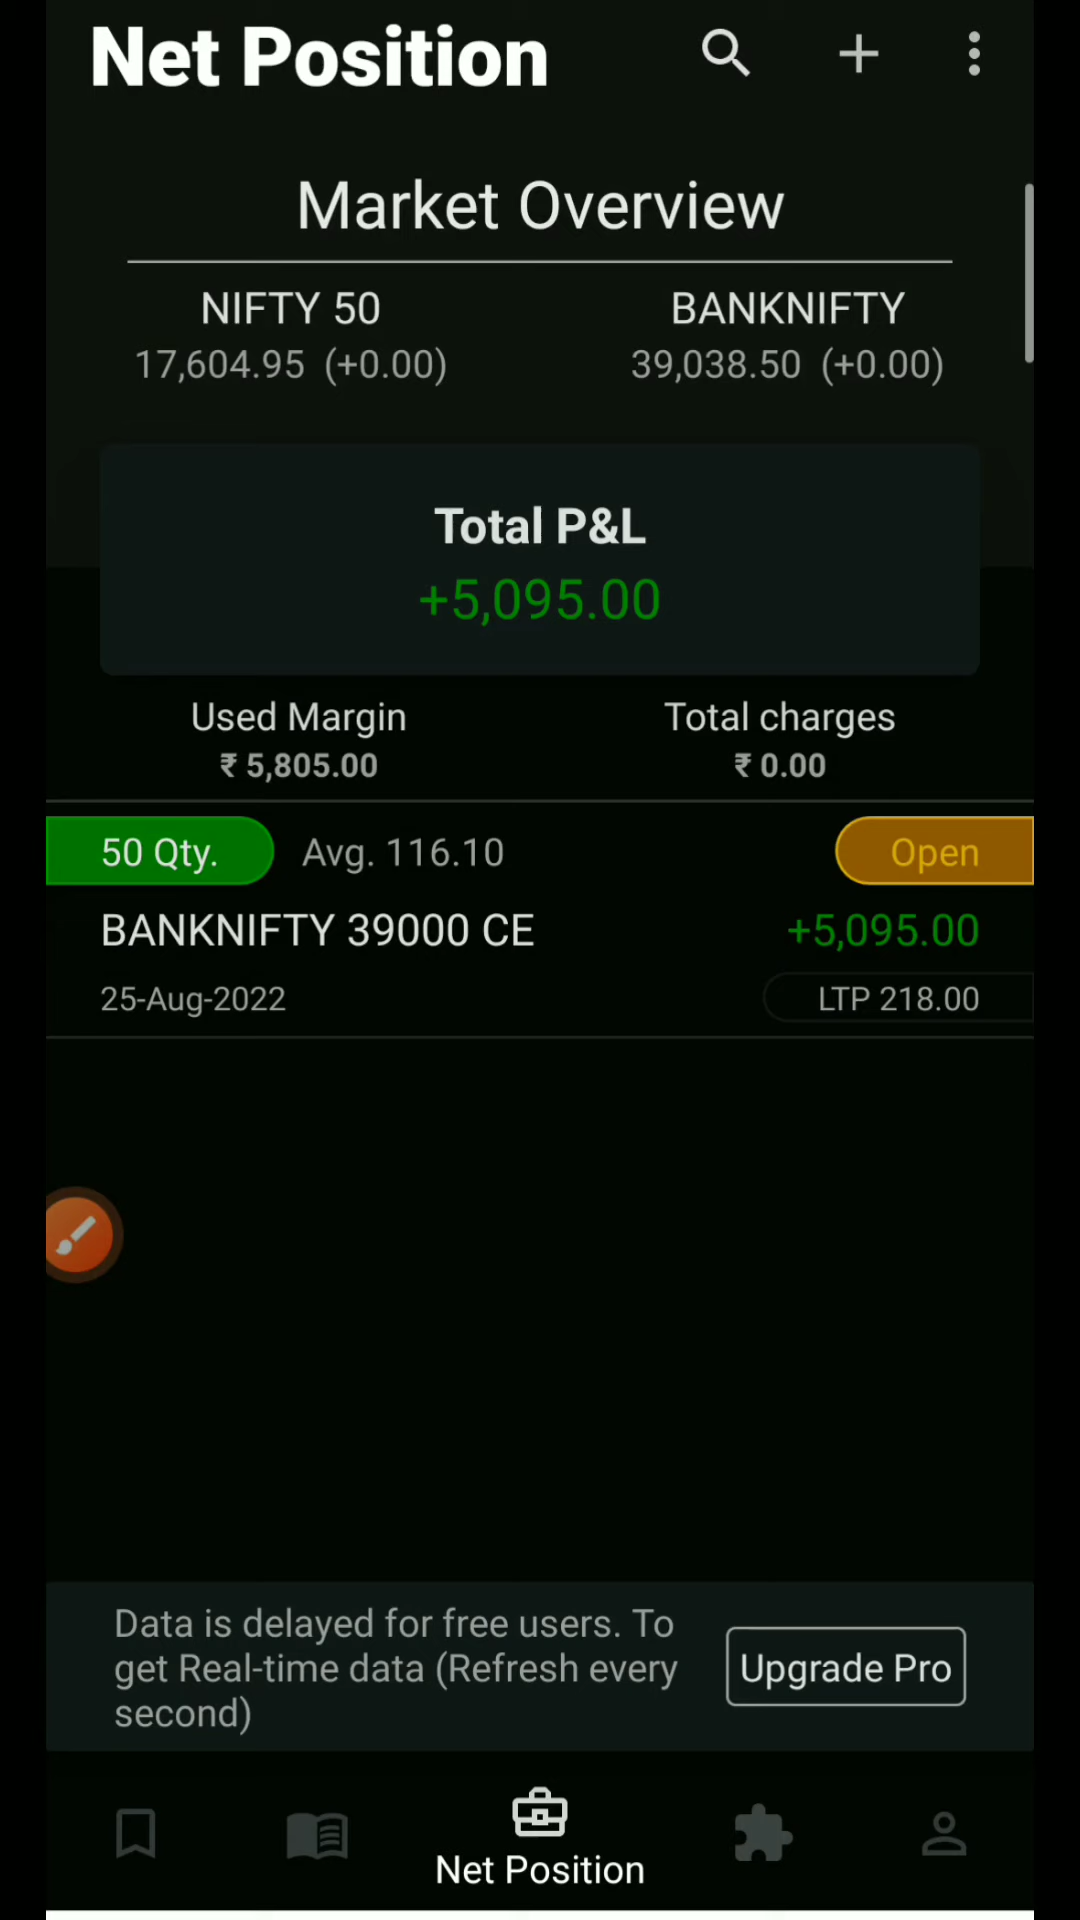 Net Position
Market Overview
NIFTY 50
17,604.95 (+0.00)
BANKNIFTY
39,038.50 (+0.00)
Total P&L
+5,095.00
Used Margin
₹ 5,805.00
Total charges
₹ 0.00
50 Qty.
Avg. 116.10
Open
BANKNIFTY 39000 CE
+5,095.00
25-Aug-2022
LTP 218.00
Data is delayed for free users. To
get Real-time data (Refresh every
second)
Upgrade Pro
Net Position